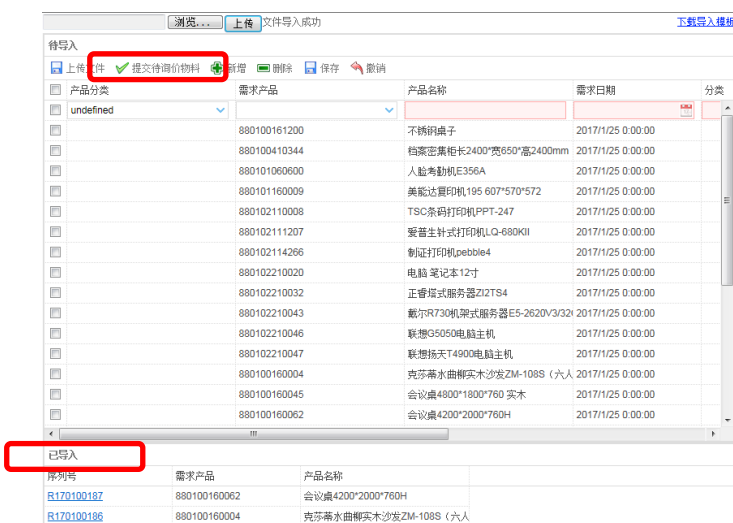 浏览... 上传 文件导入成功 下载导入模板
待导入
上传文件 提交待询价物料 新增 删除 保存 撤销
产品分类 需求产品 产品名称 需求日期 分类
undefined
880100161200 不锈钢桌子 2017/1/25 0:00:00
880100410344 档案密集柜长2400*宽650*高2400mm 2017/1/25 0:00:00
880101060600 人脸考勤机E356A 2017/1/25 0:00:00
880101160009 美能达复印机195 607*570*572 2017/1/25 0:00:00
880102110008 TSC条码打印机PPT-247 2017/1/25 0:00:00
880102111207 爱普生针式打印机LQ-680KII 2017/1/25 0:00:00
880102114266 制证打印机pebble4 2017/1/25 0:00:00
880102210020 电脑 笔记本12寸 2017/1/25 0:00:00
880102210032 正睿塔式服务器ZI2TS4 2017/1/25 0:00:00
880102210043 戴尔R730机架式服务器E5-2620V3/32( 2017/1/25 0:00:00
880102210046 联想G5050电脑主机 2017/1/25 0:00:00
880102210047 联想扬天T4900电脑主机 2017/1/25 0:00:00
880100160004 克莎蒂水曲柳实木沙发ZM-108S（六人 2017/1/25 0:00:00
880100160045 会议桌4800*1800*760 实木 2017/1/25 0:00:00
880100160062 会议桌4200*2000*760H 2017/1/25 0:00:00
已导入
序列号 需求产品 产品名称
R170100187 880100160062 会议桌4200*2000*760H
R170100186 880100160004 克莎蒂水曲柳实木沙发ZM-108S（六人